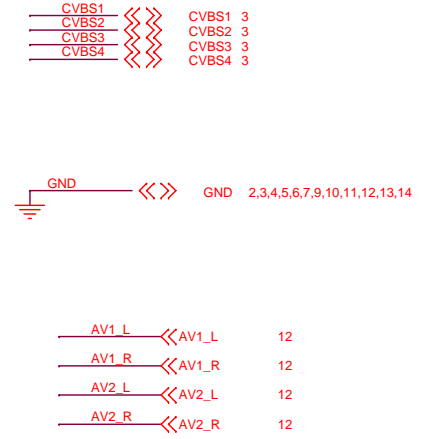 CVBS1 CVBS1 3
CVBS2 CVBS2 3
CVBS3 CVBS3 3
CVBS4 CVBS4 3
GND GND 2,3,4,5,6,7,9,10,11,12,13,14
AV1_L AV1_L 12
AV1_R AV1_R 12
AV2_L AV2_L 12
AV2_R AV2_R 12